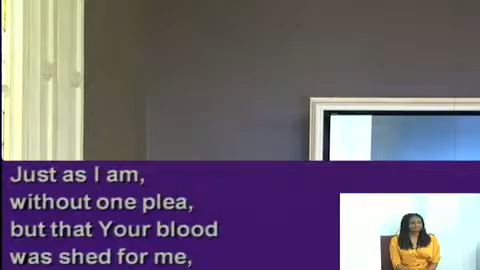 Just as I am,
without one plea,
but that Your blood
was shed for me,